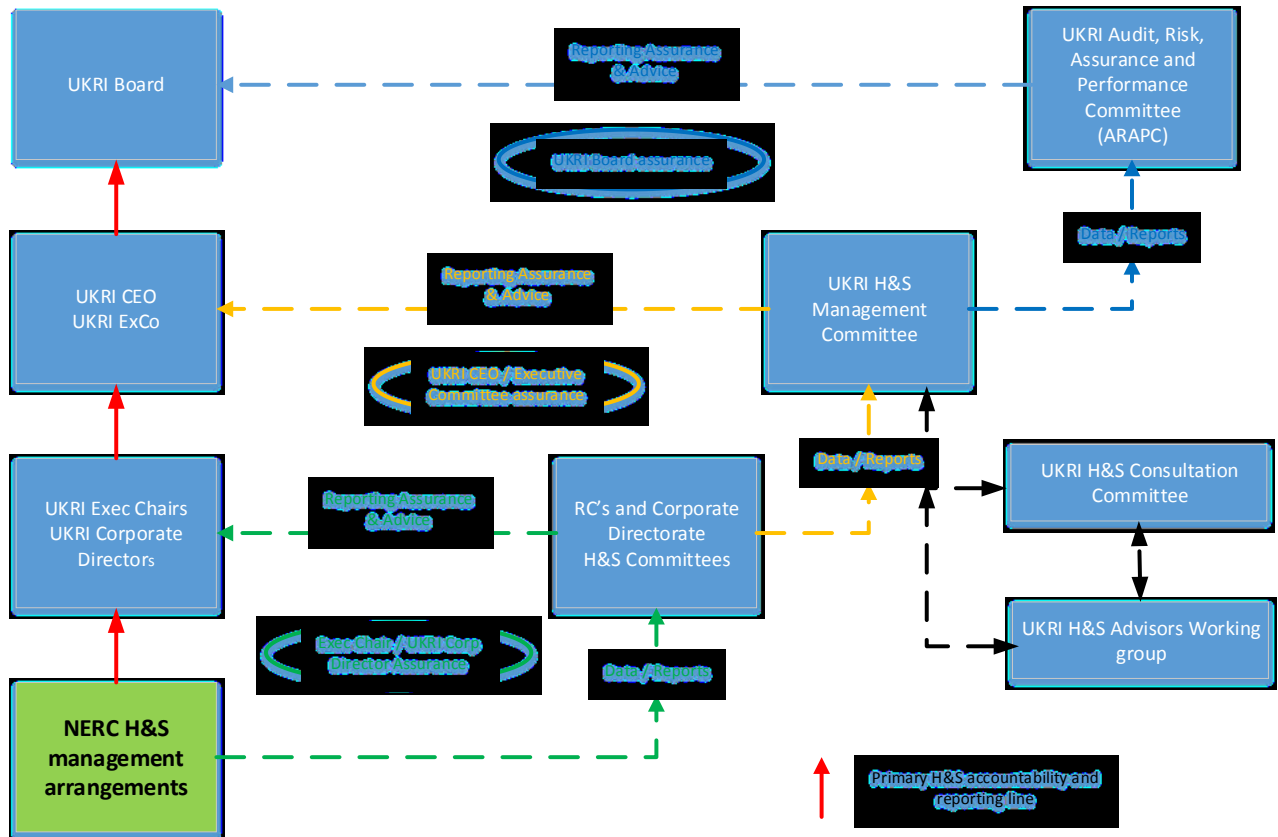 UKRI Board
Reporting Assurance
& Advice
UKRI Audit, Risk,
Assurance and
Performance
Committee
(ARAPC)
UKRI Board assurance
Data / Reports
UKRI CEO
UKRI ExCo
Reporting Assurance
& Advice
UKRI H&S
Management
Committee
UKRI CEO / Executive
Committee assurance
Data / Reports
UKRI Exec Chairs
UKRI Corporate
Directors
Reporting Assurance
& Advice
RC's and Corporate
Directorate
H&S Committees
UKRI H&S Consultation
Committee
Exec Chair / UKRI Corp
Director Assurance
Data / Reports
UKRI H&S Advisors Working
group
NERC H&S
management
arrangements
Primary H&S accountability and
reporting line